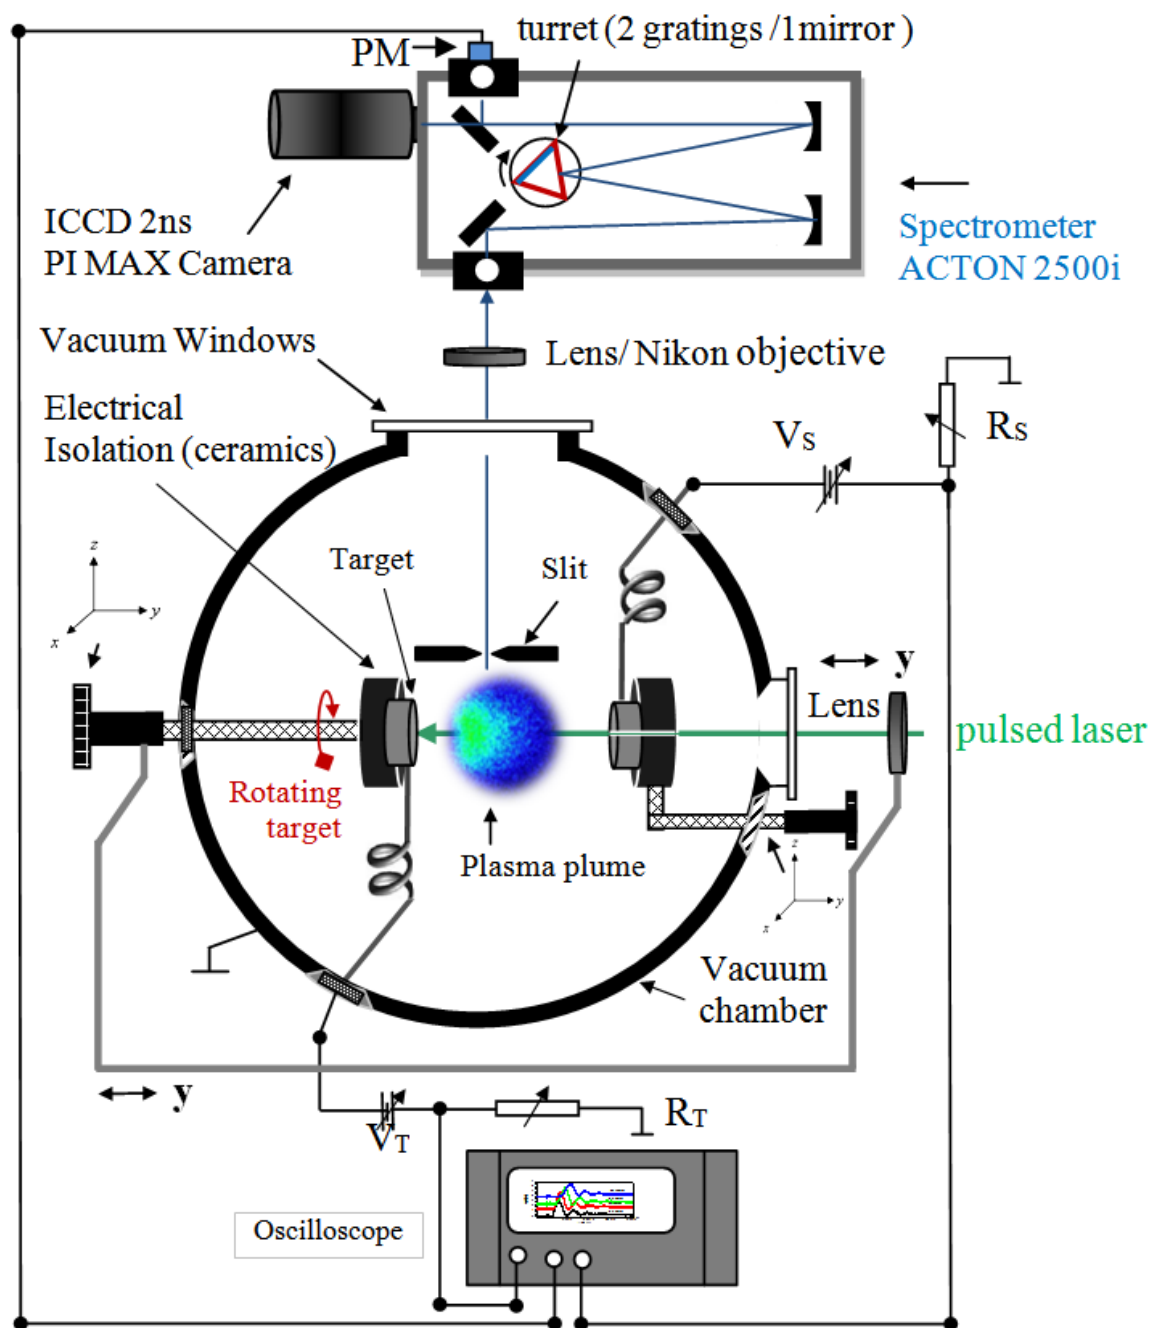 turret (2 gratings /1mirror )
PM
ICCD 2ns
PI MAX Camera
Spectrometer
ACTON 2500i
Vacuum Windows
Lens/ Nikon objective
Electrical
Isolation (ceramics)
VS
RS
z
y
x
Target
Slit
y
Lens
pulsed laser
Rotating
target
Plasma plume
z
y
x
Vacuum
chamber
y
VT
RT
Oscilloscope